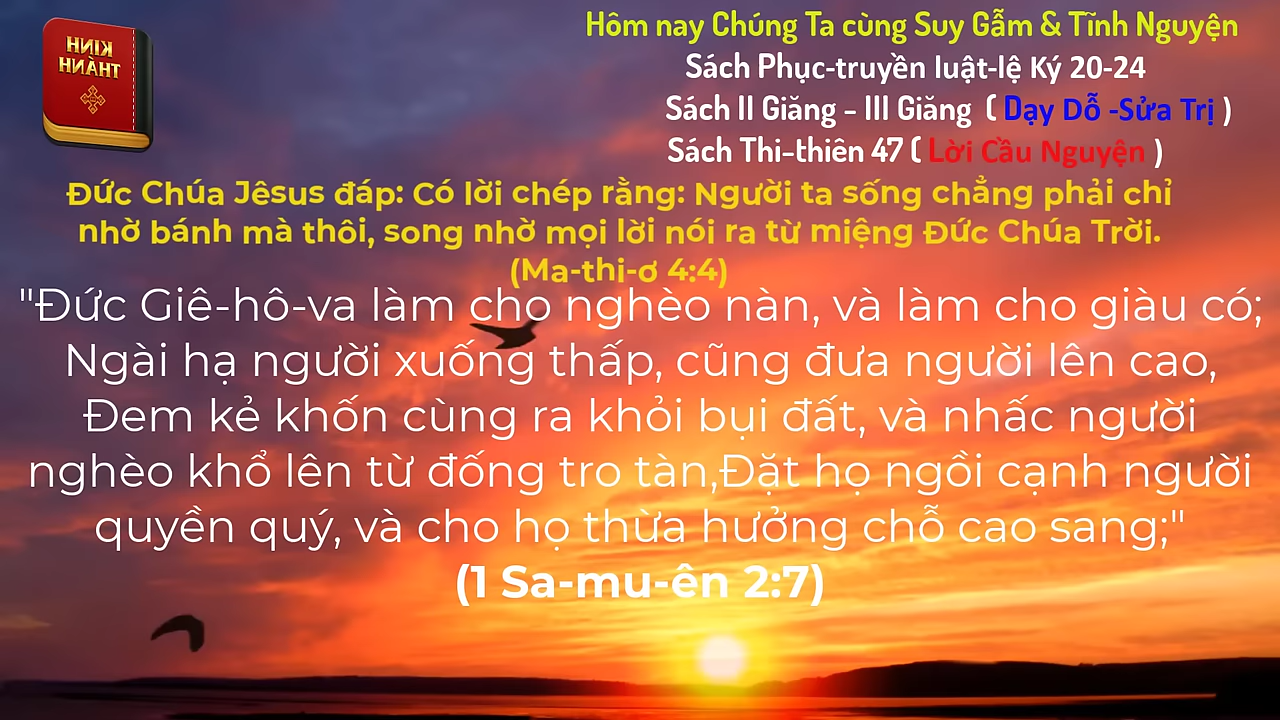 KINH
THÀNH
Hôm nay Chúng Ta cùng Suy Gẫm & Tĩnh Nguyện
Sách Phục-truyền luật-lệ Ký 20-24
Sách II Giăng - III Giăng ( Dạy Dỗ -Sửa Trị )
Sách Thi-thiên 47 ( Lời Cầu Nguyện )
Đức Chúa Jêsus đáp: Có lời chép rằng: Người ta sống chẳng phải chỉ
nhờ bánh mà thôi, song nhờ mọi lời nói ra từ miệng Đức Chúa Trời.
(Ma-thi-ơ 4:4)
"Đức Giê-hô-va làm cho nghèo nàn, và làm cho giàu có;
Ngài hạ người xuống thấp, cũng đưa người lên cao,
Đem kẻ khốn cùng ra khỏi bụi đất, và nhấc người
nghèo khổ lên từ đống tro tàn,Đặt họ ngồi cạnh người
quyền quý, và cho họ thừa hưởng chỗ cao sang;"
(1 Sa-mu-ên 2:7)